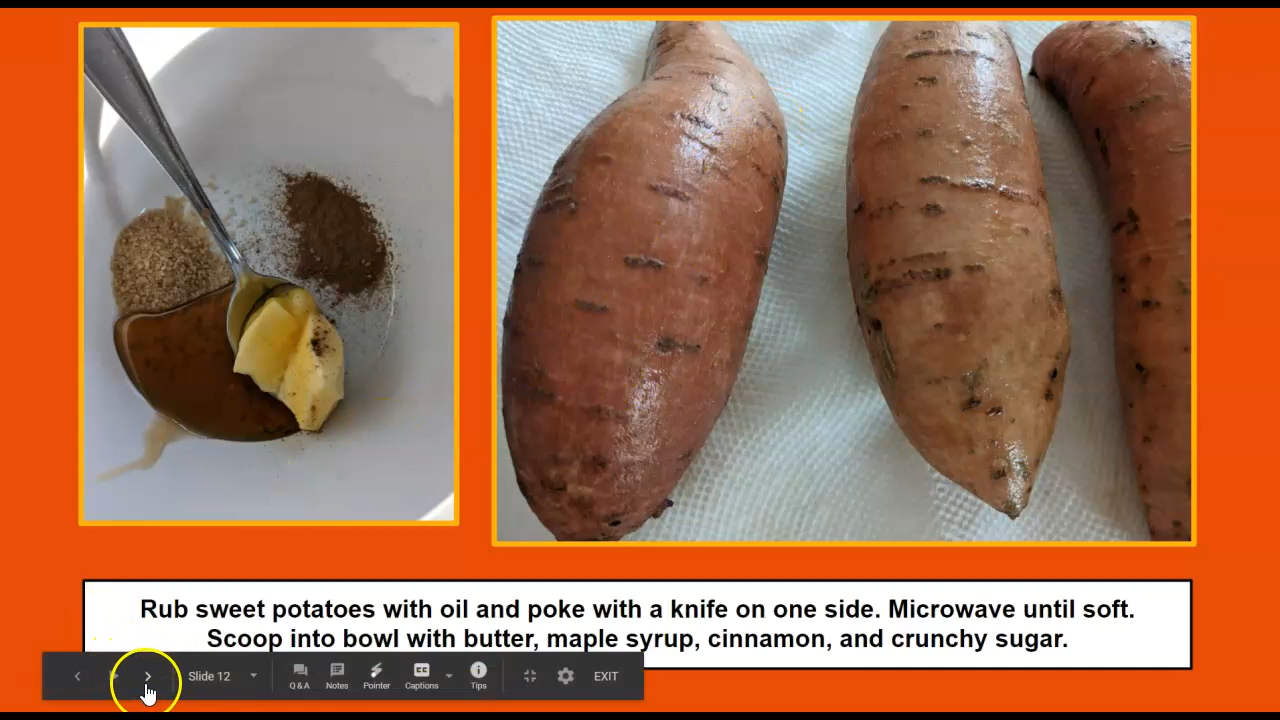 Rub sweet potatoes with oil and poke with a knife on one side. Microwave until soft.
Scoop into bowl with butter, maple syrup, cinnamon, and crunchy sugar.
Slide 12
Q & A
Notes
Pointer
CC
Captions
Tips
EXIT